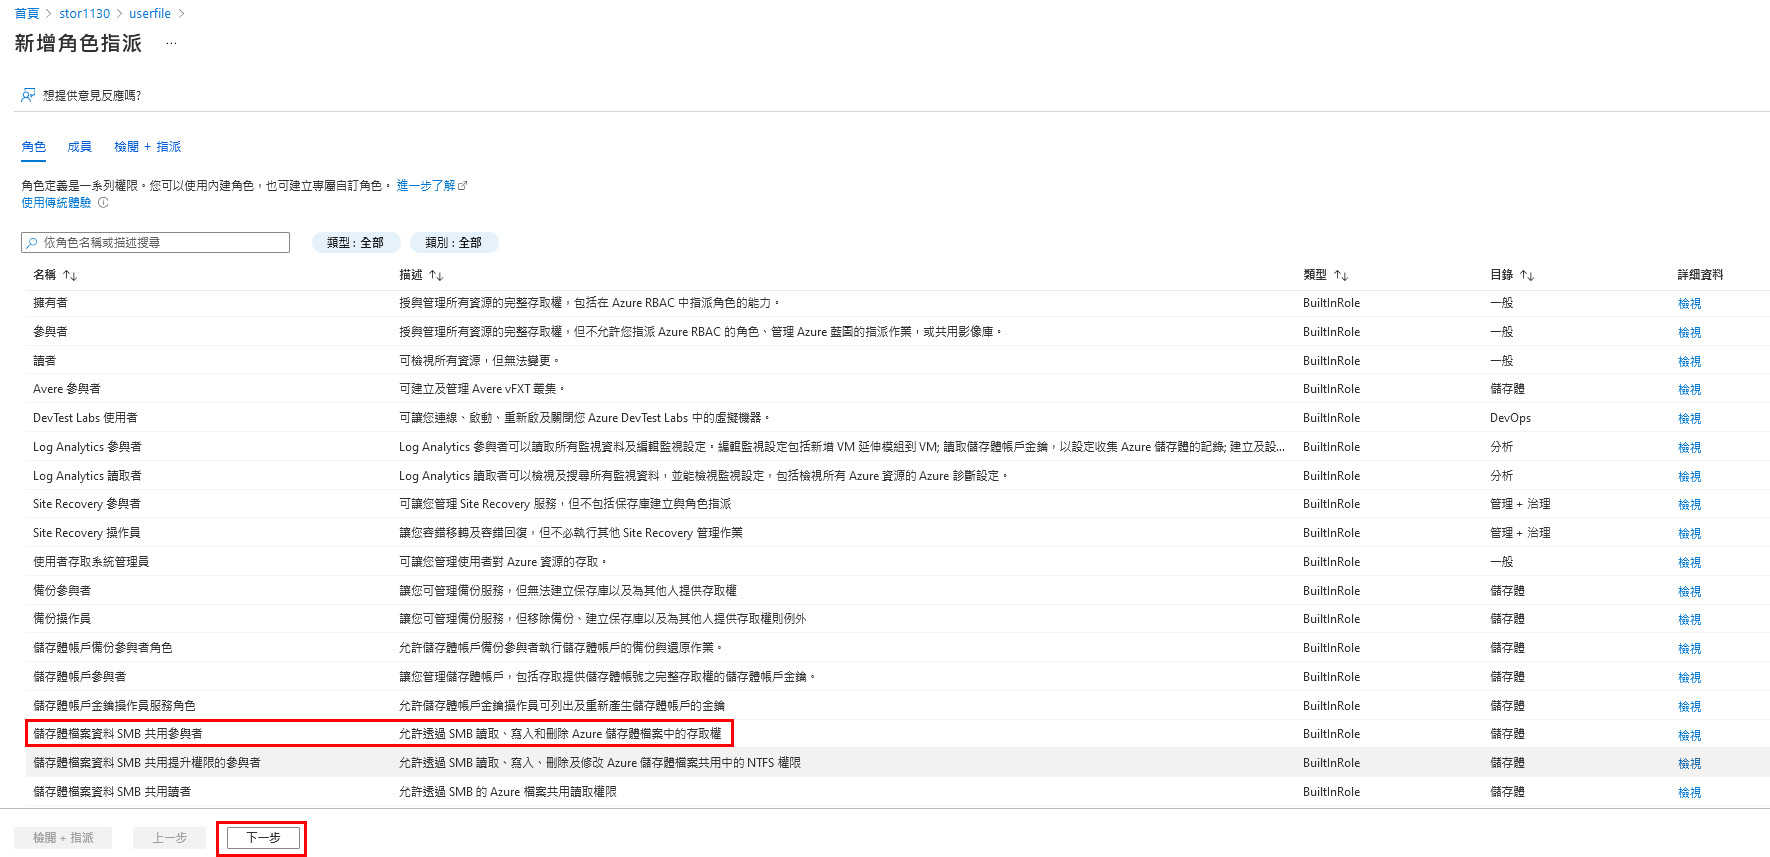 首頁 > stor1130 > userfile >
新增角色指派 ...
想提供意見反應嗎?
角色 成員 檢閱 + 指派
角色定義是一系列權限。您可以使用內建角色，也可建立專屬自訂角色。 進一步了解
使用傳統體驗
依角色名稱或描述搜尋 類型 : 全部 類別 : 全部
名稱 ↑↓ 描述 ↑↓ 類型 ↑↓ 目錄 ↑↓ 詳細資料
擁有者 授與管理所有資源的完整存取權，包括在 Azure RBAC 中指派角色的能力。 BuiltInRole 一般 檢視
參與者 授與管理所有資源的完整存取權，但不允許您指派 Azure RBAC 的角色、管理 Azure 藍圖的指派作業，或共用影像庫。 BuiltInRole 一般 檢視
讀者 可檢視所有資源，但無法變更。 BuiltInRole 一般 檢視
Avere 參與者 可建立及管理 Avere vFXT 叢集。 BuiltInRole 儲存體 檢視
DevTest Labs 使用者 可讓您連線、啟動、重新啟及關閉您 Azure DevTest Labs 中的虛擬機器。 BuiltInRole DevOps 檢視
Log Analytics 參與者 Log Analytics 參與者可以讀取所有監視資料及編輯監視設定。編輯監視設定包括新增 VM 延伸模組到 VM; 讀取儲存體帳戶金鑰，以設定收集 Azure 儲存體的記錄; 建立及設... BuiltInRole 分析 檢視
Log Analytics 讀取者 Log Analytics 讀取者可以檢視及搜尋所有監視資料，並能檢視監視設定，包括檢視所有 Azure 資源的 Azure 診斷設定。 BuiltInRole 分析 檢視
Site Recovery 參與者 可讓您管理 Site Recovery 服務，但不包括保存庫建立與角色指派 BuiltInRole 管理 + 治理 檢視
Site Recovery 操作員 讓您容錯移轉及容錯回復，但不必執行其他 Site Recovery 管理作業 BuiltInRole 管理 + 治理 檢視
使用者存取系統管理員 可讓您管理使用者對 Azure 資源的存取。 BuiltInRole 一般 檢視
備份參與者 讓您可管理備份服務，但無法建立保存庫以及為其他人提供存取權 BuiltInRole 儲存體 檢視
備份操作員 讓您可管理備份服務，但移除備份、建立保存庫以及為其他人提供存取權則例外 BuiltInRole 儲存體 檢視
儲存體帳戶備份參與者角色 允許儲存體帳戶備份參與者執行儲存體帳戶的備份與還原作業。 BuiltInRole 儲存體 檢視
儲存體帳戶參與者 讓您管理儲存體帳戶，包括存取提供儲存體帳號之完整存取權的儲存體帳戶金鑰。 BuiltInRole 儲存體 檢視
儲存體帳戶金鑰操作員服務角色 允許儲存體帳戶金鑰操作員可列出及重新產生儲存體帳戶的金鑰 BuiltInRole 儲存體 檢視
儲存體檔案資料 SMB 共用參與者 允許透過 SMB 讀取、寫入和刪除 Azure 儲存體檔案中的存取權 BuiltInRole 儲存體 檢視
儲存體檔案資料 SMB 共用提升權限的參與者 允許透過 SMB 讀取、寫入、刪除及修改 Azure 儲存體檔案共用中的 NTFS 權限 BuiltInRole 儲存體 檢視
儲存體檔案資料 SMB 共用讀者 允許透過 SMB 的 Azure 檔案共用讀取權限 BuiltInRole 儲存體 檢視
檢閱 + 指派 上一步 下一步